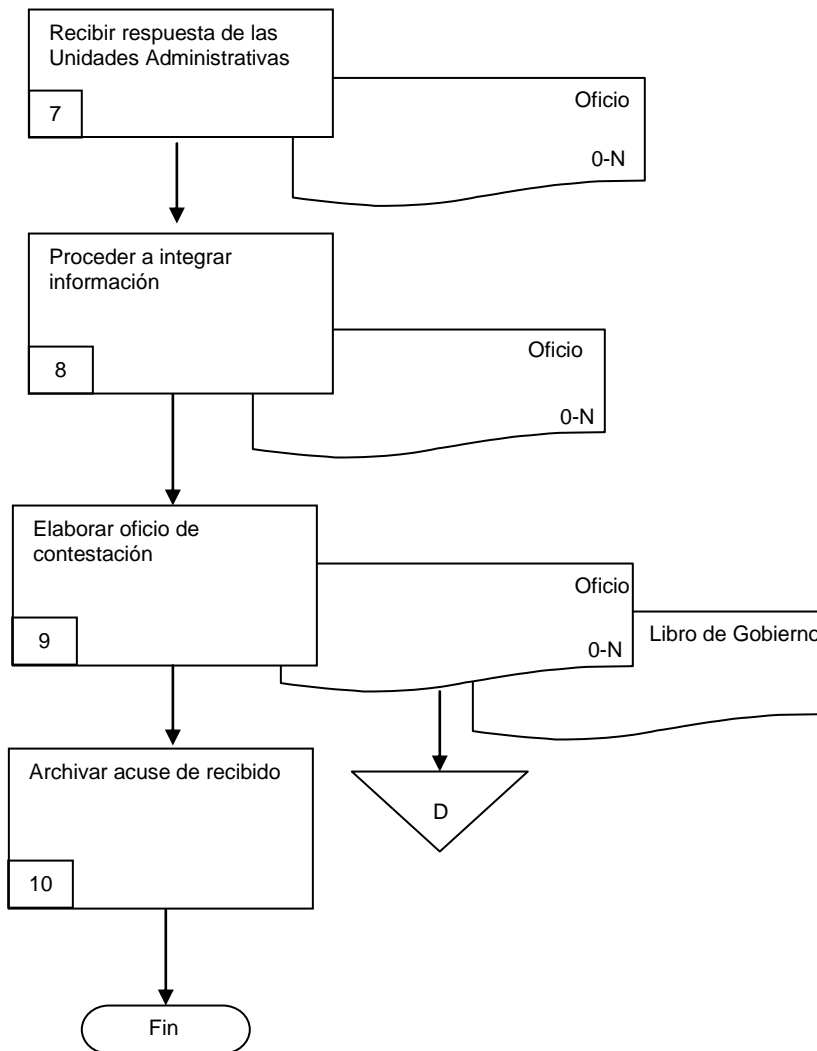 Recibir respuesta de las
Unidades Administrativas
7
Oficio
0-N
Proceder a integrar
información
8
Oficio
0-N
Elaborar oficio de
contestación
9
Oficio
0-N
Libro de Gobierno
Archivar acuse de recibido
10
D
Fin